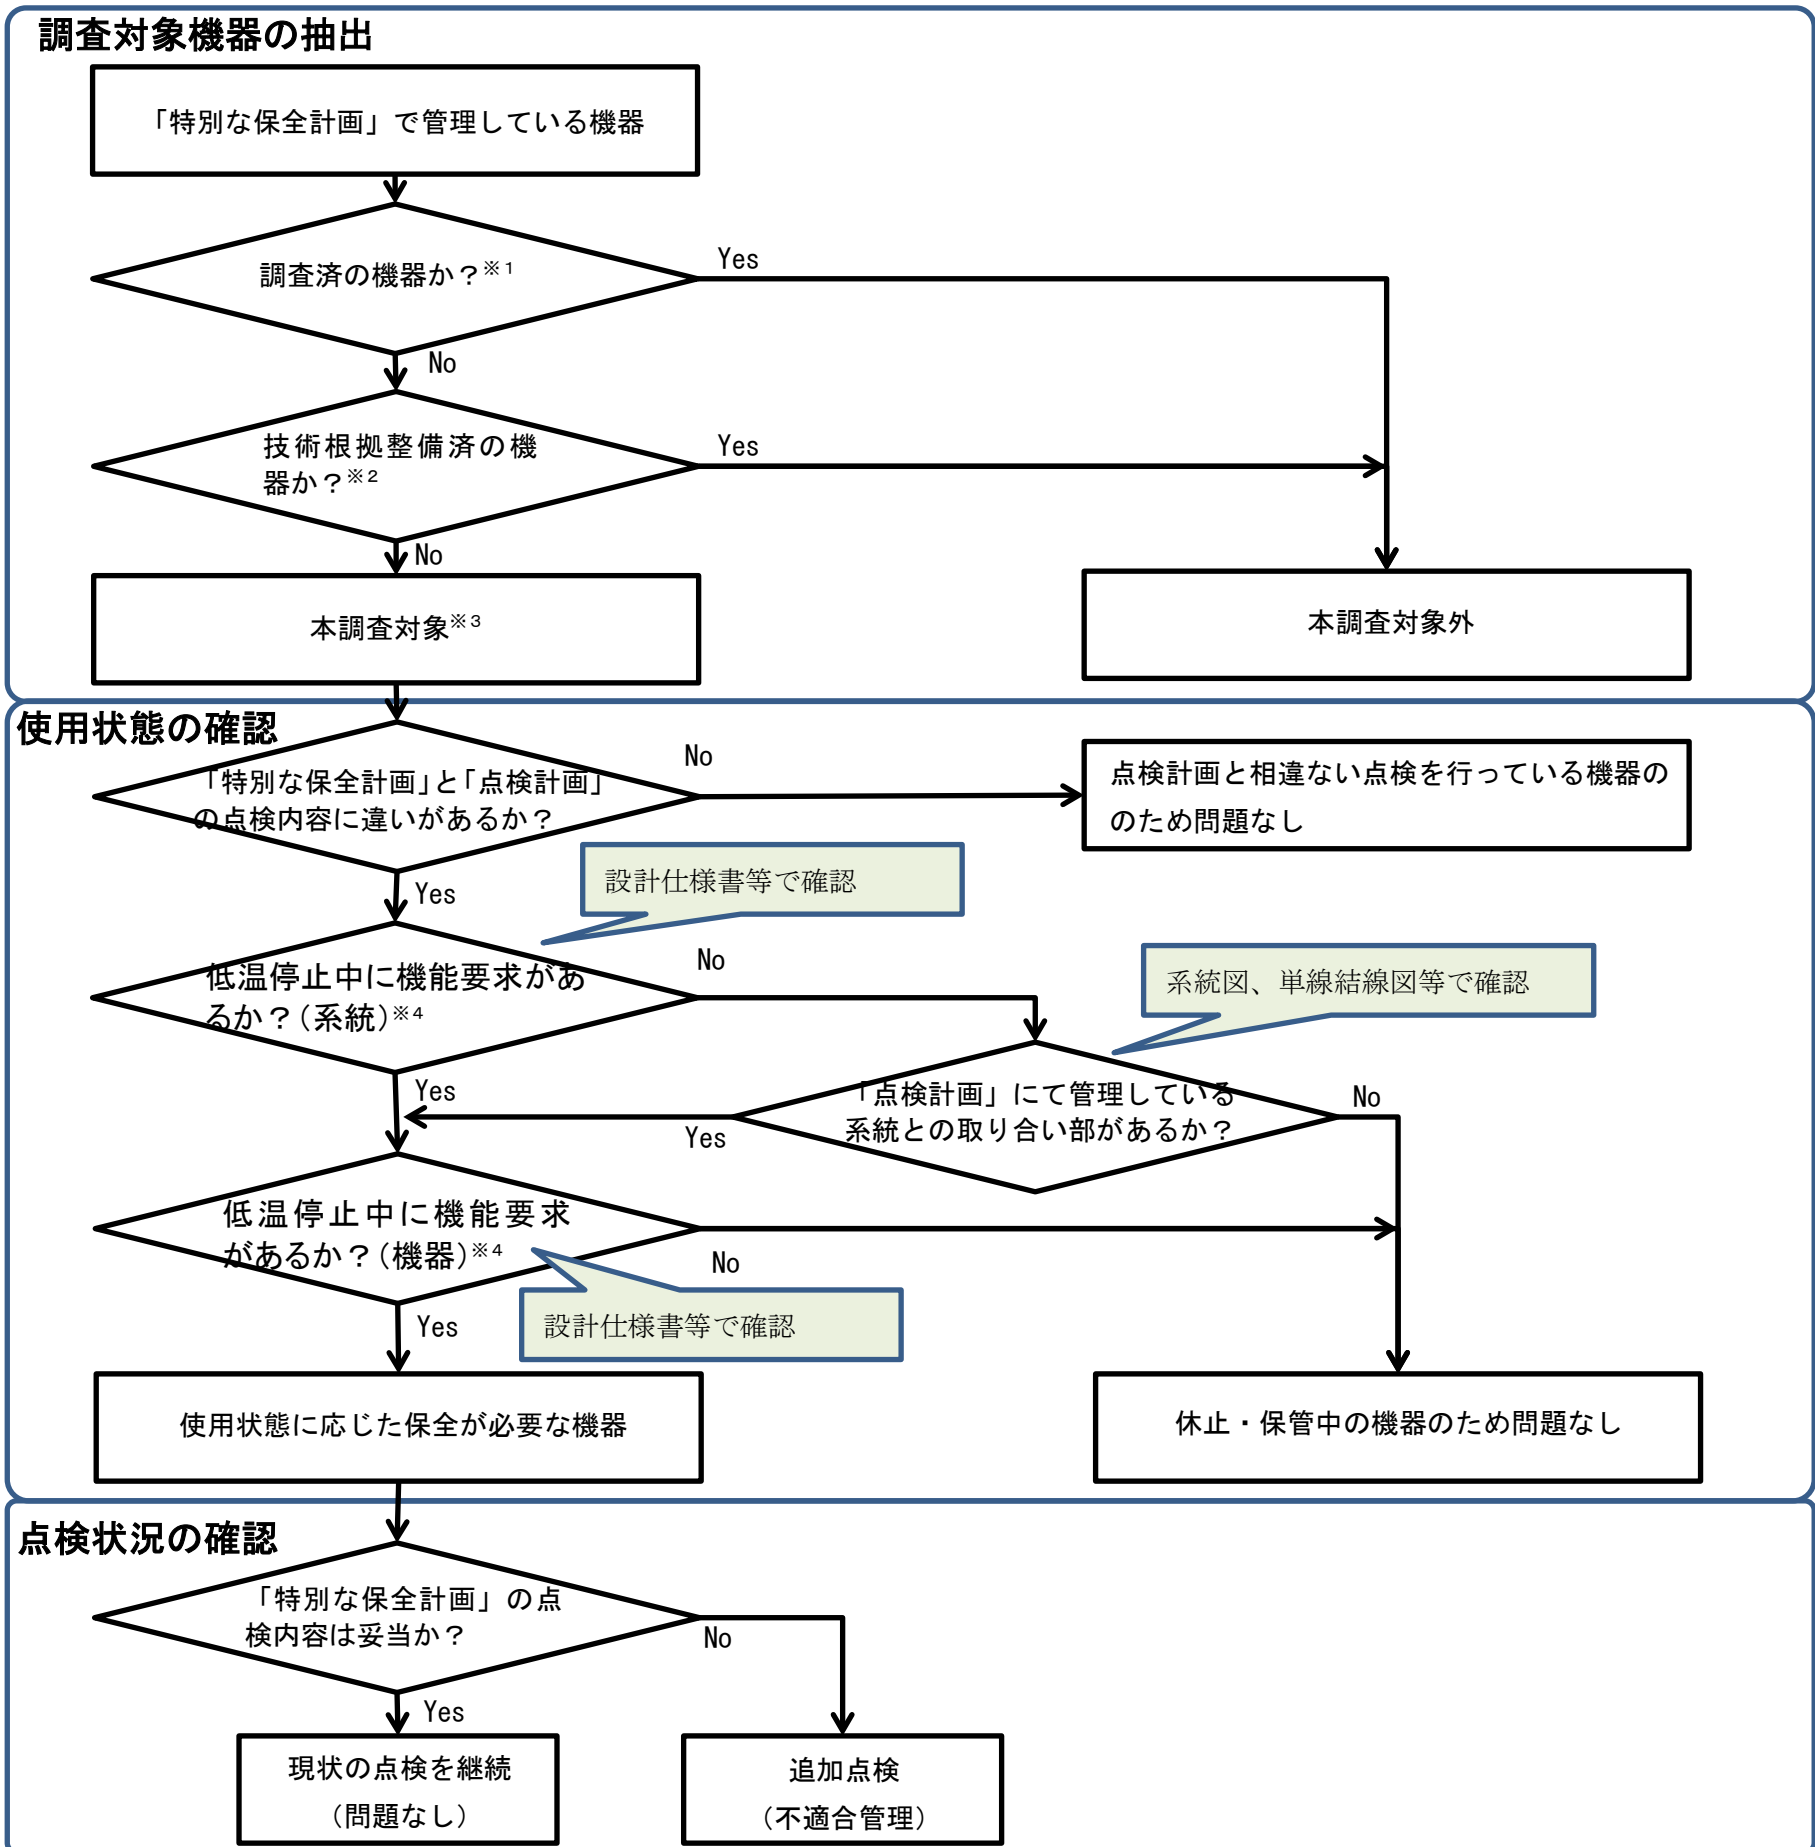 調査対象機器の抽出
「特別な保全計画」で管理している機器
調査済の機器か？※1
Yes
No
技術根拠整備済の機
器か？※2
Yes
No
本調査対象※3
本調査対象外
使用状態の確認
「特別な保全計画」と「点検計画」
の点検内容に違いがあるか？
No
点検計画と相違ない点検を行っている機器の
のため問題なし
Yes
設計仕様書等で確認
低温停止中に機能要求があ
るか？(系統)※4
No
系統図、単線結線図等で確認
Yes
「点検計画」にて管理している
系統との取り合い部があるか？
No
Yes
低温停止中に機能要求
があるか？(機器)※4
No
設計仕様書等で確認
Yes
使用状態に応じた保全が必要な機器
休止・保管中の機器のため問題なし
点検状況の確認
「特別な保全計画」の点
検内容は妥当か？
No
Yes
現状の点検を継続
（問題なし）
追加点検
（不適合管理）